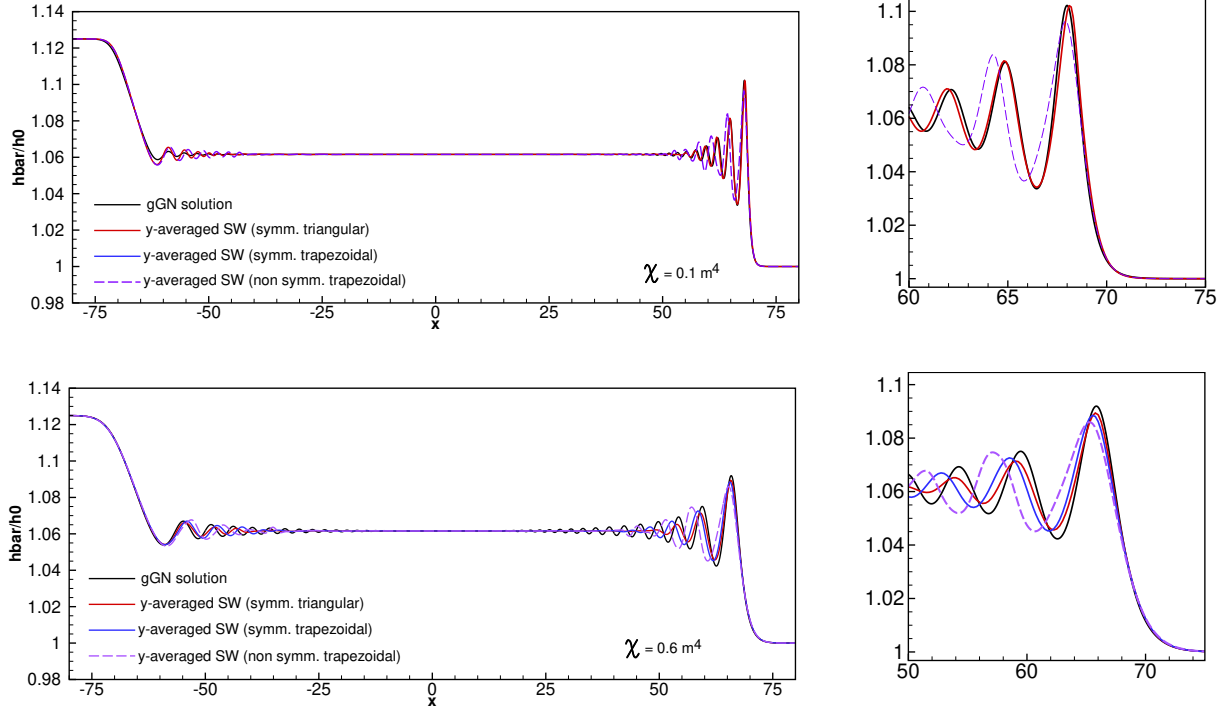 1.14
1.12
1.1
1.08
1.06
1.04
1.02
1
0.98
hbar/h0
gGN solution
y-averaged SW (symm. triangular)
y-averaged SW (symm. trapezoidal)
y-averaged SW (non symm. trapezoidal)
χ = 0.1 m⁴
-75 -50 -25 0 25 50 75
x
1.1
1.08
1.06
1.04
1.02
1
60 65 70 75
1.14
1.12
1.1
1.08
1.06
1.04
1.02
1
0.98
hbar/h0
gGN solution
y-averaged SW (symm. triangular)
y-averaged SW (symm. trapezoidal)
y-averaged SW (non symm. trapezoidal)
χ = 0.6 m⁴
-75 -50 -25 0 25 50 75
x
1.1
1.08
1.06
1.04
1.02
1
50 60 70